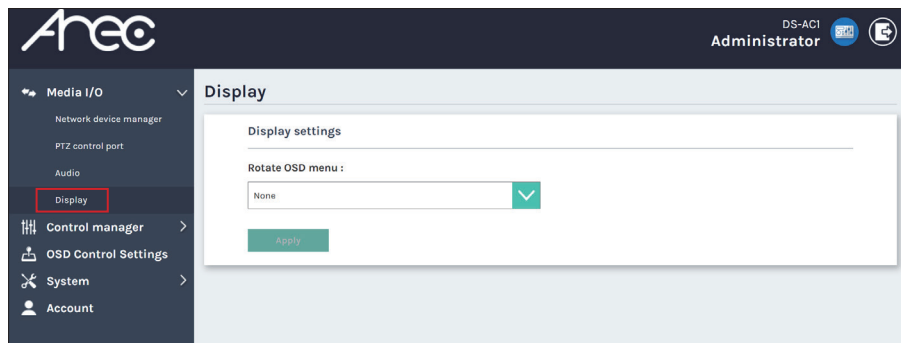 Arec
DS-AC1
Administrator
Media I/O
Network device manager
PTZ control port
Audio
Display
Control manager
OSD Control Settings
System
Account
Display
Display settings
Rotate OSD menu :
None
Apply